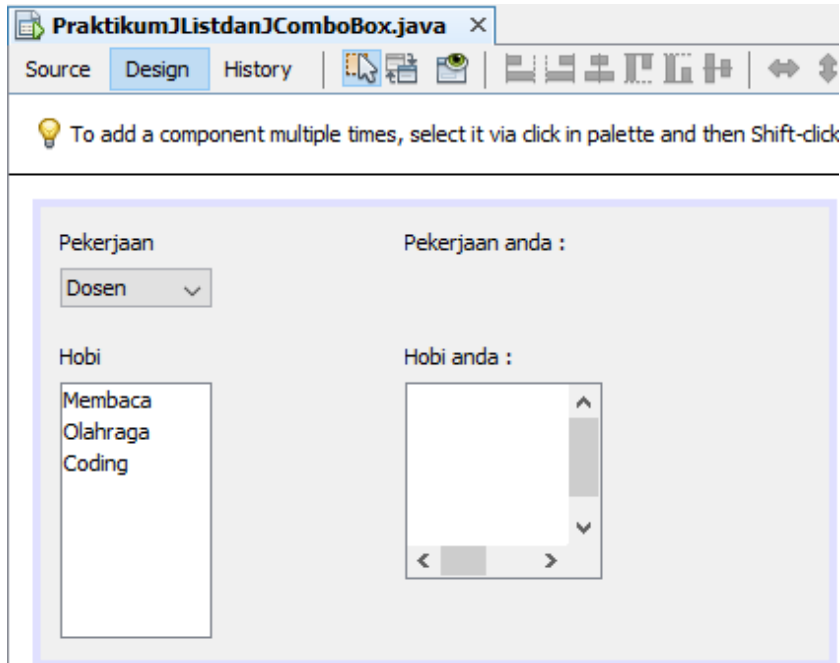 PraktikumJListdanJComboBox.java
Source Design History
To add a component multiple times, select it via click in palette and then Shift-click
Pekerjaan Pekerjaan anda :
Dosen
Hobi Hobi anda :
Membaca
Olahraga
Coding